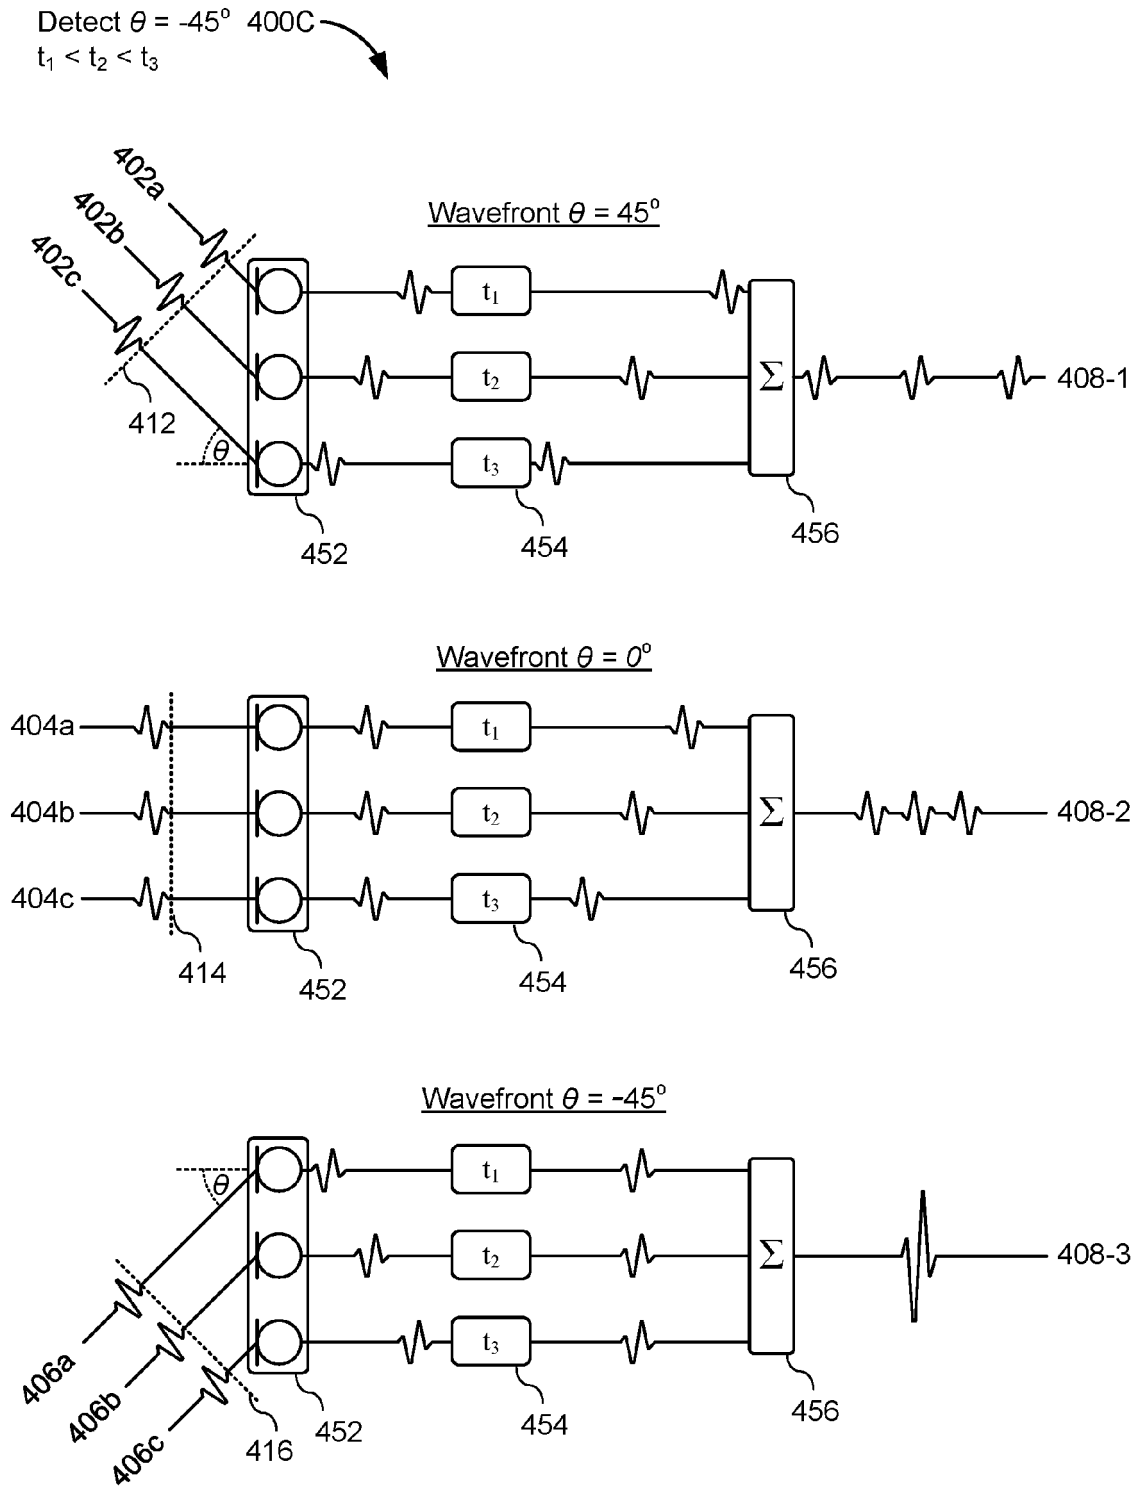 Detect θ = -45° 400C
t₁ < t₂ < t₃
402a
402b
402c
Wavefront θ = 45°
t₁
t₂
Σ
408-1
412
θ
t₃
452
454
456
Wavefront θ = 0°
404a
t₁
404b
t₂
Σ
408-2
404c
t₃
414
452
454
456
Wavefront θ = -45°
θ
t₁
t₂
Σ
408-3
t₃
406a
406b
406c
416
452
454
456